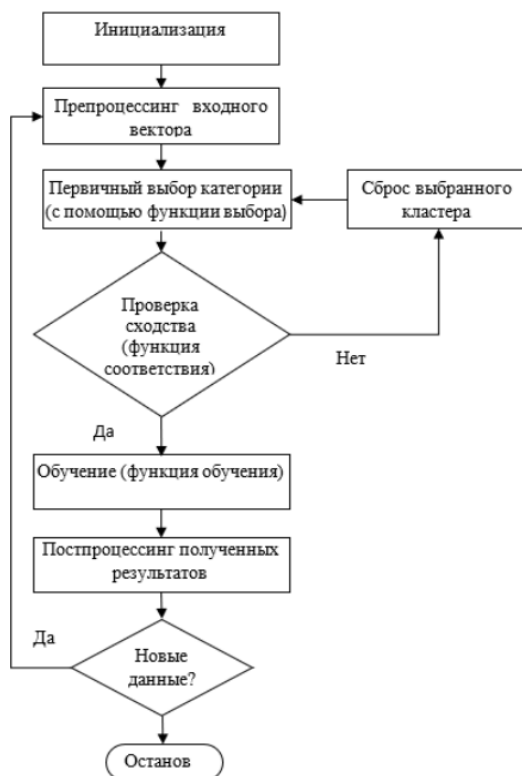 Инициализация
Препроцессинг входного
вектора
Первичный выбор категории
(с помощью функции выбора)
Сброс выбранного
кластера
Проверка
сходства
(функция
соответствия)
Нет
Да
Обучение (функция обучения)
Постпроцессинг полученных
результатов
Да
Новые
данные?
Останов